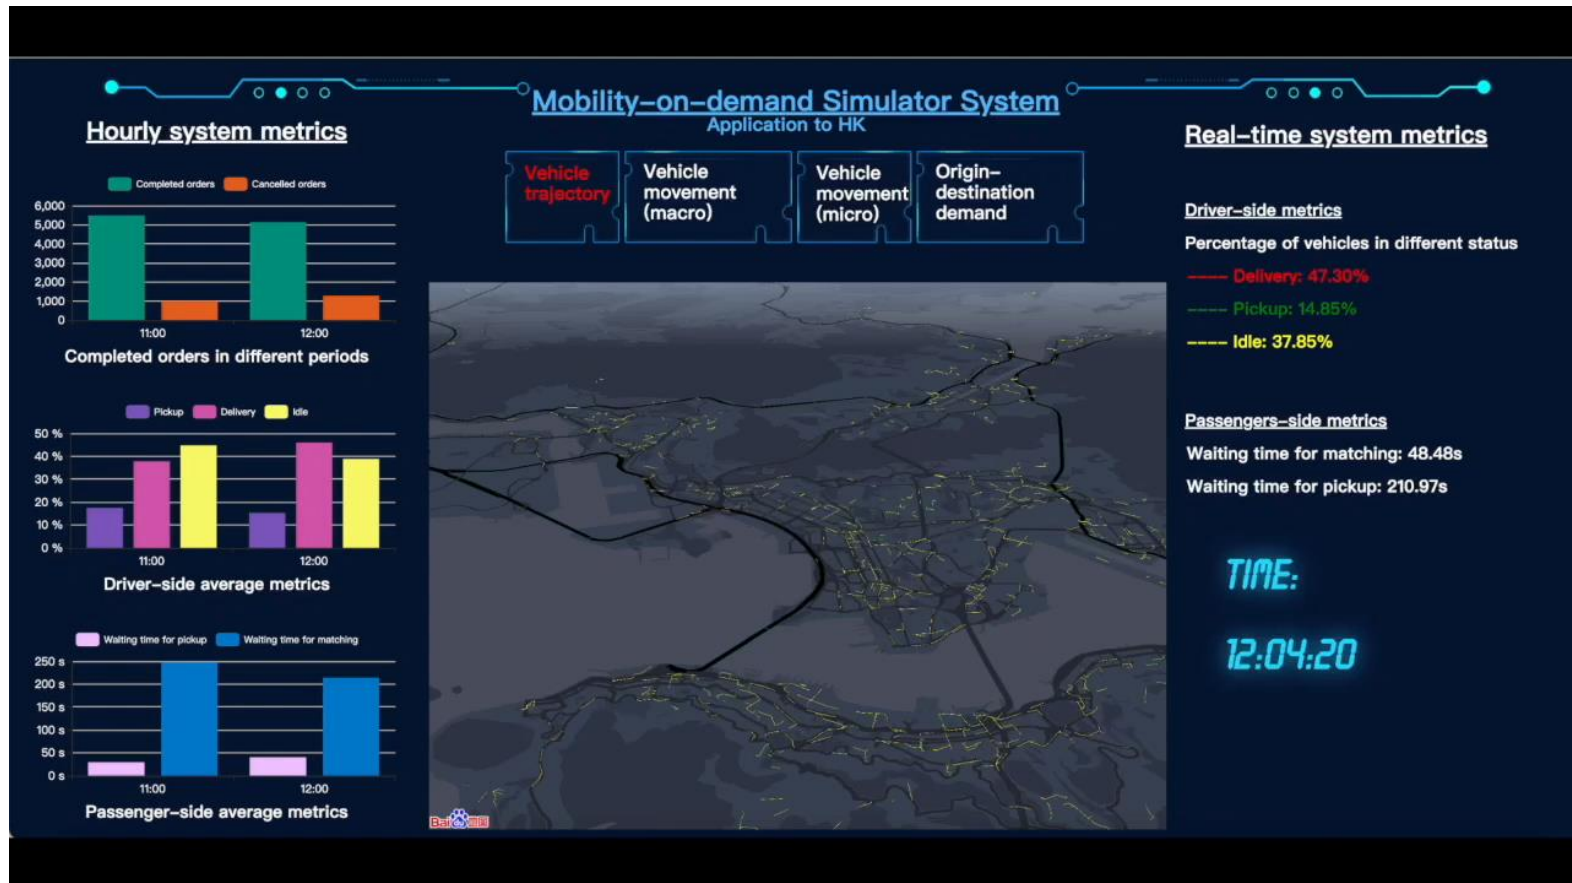 Mobility-on-demand Simulator System
Application to HK
Vehicle
trajectory
Vehicle
movement
(macro)
Vehicle
movement
(micro)
Origin-
destination
demand
Hourly system metrics
Completed orders
Cancelled orders
6,000
5,000
4,000
3,000
2,000
1,000
0
11:00
12:00
Completed orders in different periods
Pickup
Delivery
Idle
50 %
40 %
30 %
20 %
10 %
0 %
11:00
12:00
Driver-side average metrics
Waiting time for pickup
Waiting time for matching
250 s
200 s
150 s
100 s
50 s
0 s
11:00
12:00
Passenger-side average metrics
Real-time system metrics
Driver-side metrics
Percentage of vehicles in different status
---- Delivery: 47.30%
---- Pickup: 14.85%
---- Idle: 37.85%
Passengers-side metrics
Waiting time for matching: 48.48s
Waiting time for pickup: 210.97s
TIME:
12:04:20
Bai du